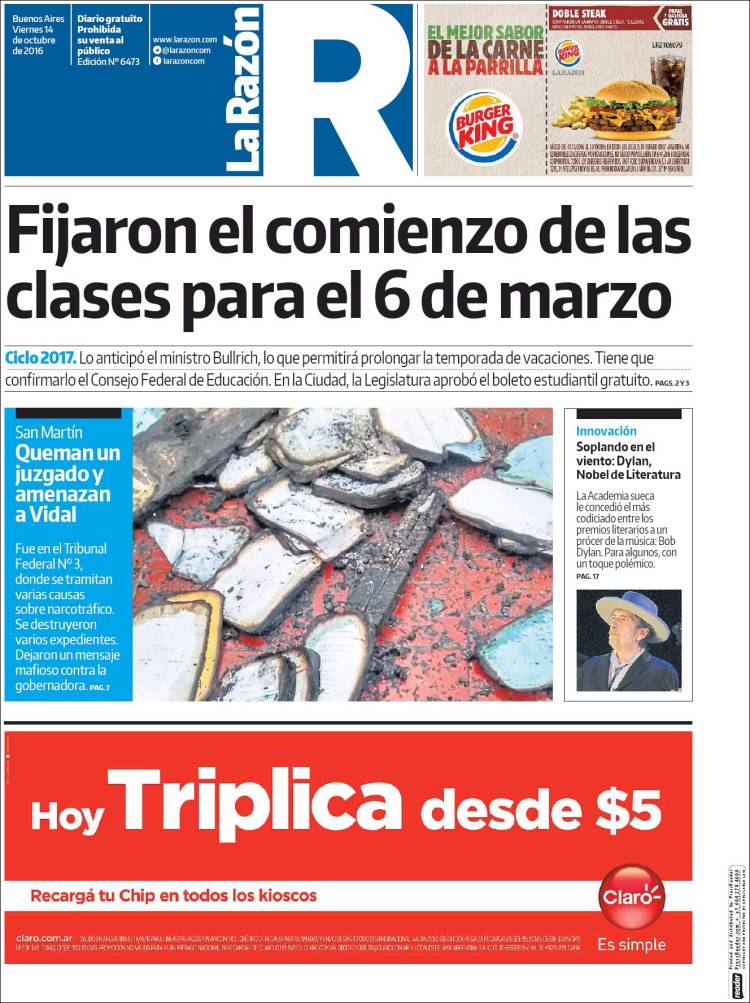 Buenos Aires
Viernes 14
de octubre
de 2016
Diario gratuito
Prohibida
su venta al
público
Edición Nº 6473
www.larazon.com
@larazoncom
larazoncom
La Razón
R
EL MEJOR SABOR
DE LA CARNE
A LA PARRILLA
BURGER
KING
DOBLE STEAK
PAPAS
Y GASEOSA
GRATIS
BURGER
KING
LA RAZON
Fijaron el comienzo de las
clases para el 6 de marzo
Ciclo 2017. Lo anticipó el ministro Bullrich, lo que permitirá prolongar la temporada de vacaciones. Tiene que
confirmarlo el Consejo Federal de Educación. En la Ciudad, la Legislatura aprobó el boleto estudiantil gratuito. PAGS. 2 Y 3
San Martín
Queman un
juzgado y
amenazan
a Vidal
Fue en el Tribunal
Federal Nº 3,
donde se tramitan
varias causas
sobre narcotráfico.
Se destruyeron
varios expedientes.
Dejaron un mensaje
mafioso contra la
gobernadora. PAG. 7
Innovación
Soplando en el
viento: Dylan,
Nobel de Literatura
La Academia sueca
le concedió el más
codiciado entre los
premios literarios a un
prócer de la música: Bob
Dylan. Para algunos, con
un toque polémico.
PAG. 17
Hoy Triplica desde $5
Recargá tu Chip en todos los kioscos
Claro
Es simple
claro.com.ar
Printed and distributed by PressReader